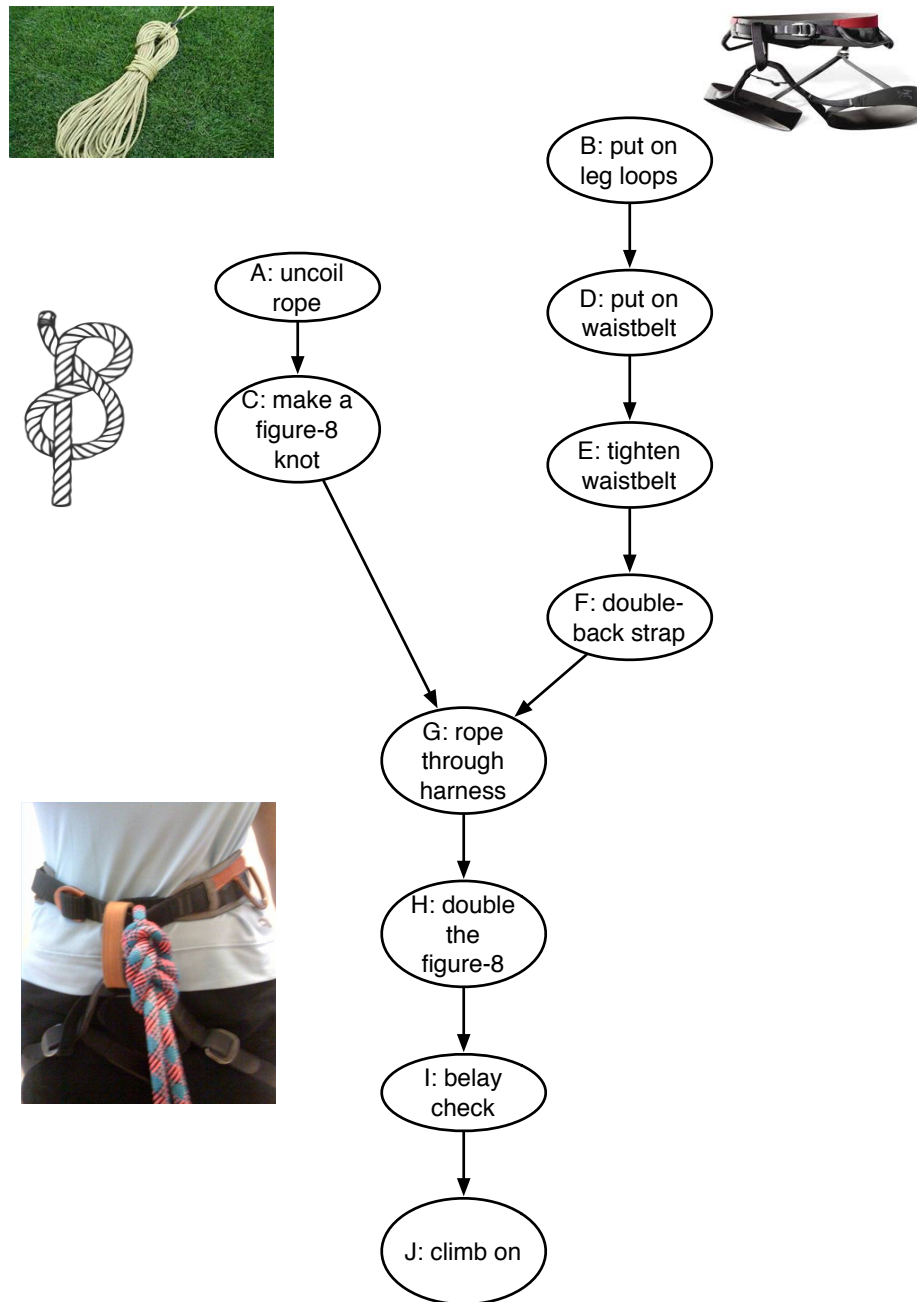 B: put on
leg loops
A: uncoil
rope
D: put on
waistbelt
C: make a
figure-8
knot
E: tighten
waistbelt
F: double-
back strap
G: rope
through
harness
H: double
the
figure-8
I: belay
check
J: climb on